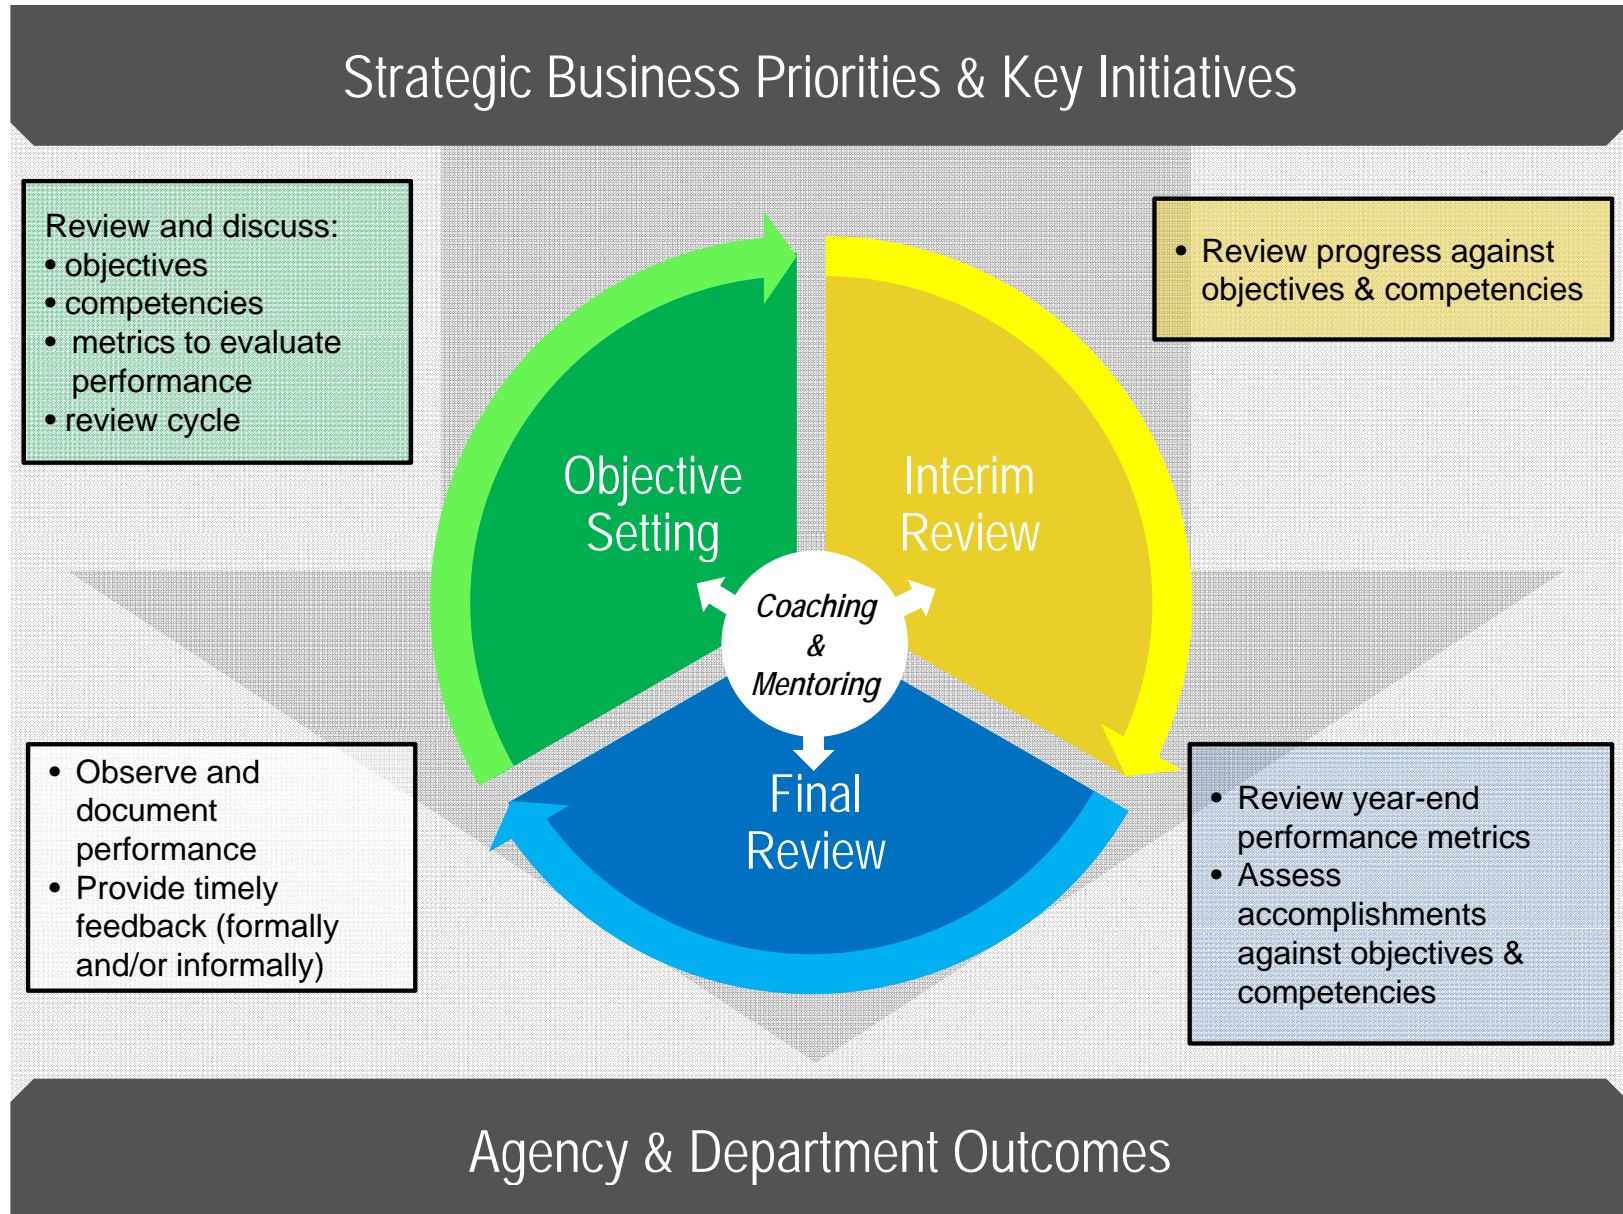 Strategic Business Priorities & Key Initiatives
Review and discuss:
• objectives
• competencies
• metrics to evaluate
performance
• review cycle
• Review progress against
objectives & competencies
Objective
Setting
Interim
Review
Coaching
&
Mentoring
Final
Review
• Observe and
document
performance
• Provide timely
feedback (formally
and/or informally)
• Review year-end
performance metrics
• Assess
accomplishments
against objectives &
competencies
Agency & Department Outcomes